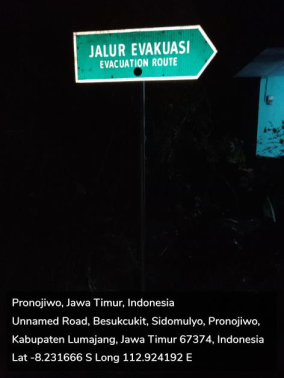 JALUR EVAKUASI
EVACUATION ROUTE
Pronojiwo, Jawa Timur, Indonesia
Unnamed Road, Besukcukit, Sidomulyo, Pronojiwo,
Kabupaten Lumajang, Jawa Timur 67374, Indonesia
Lat -8.231666 S Long 112.924192 E